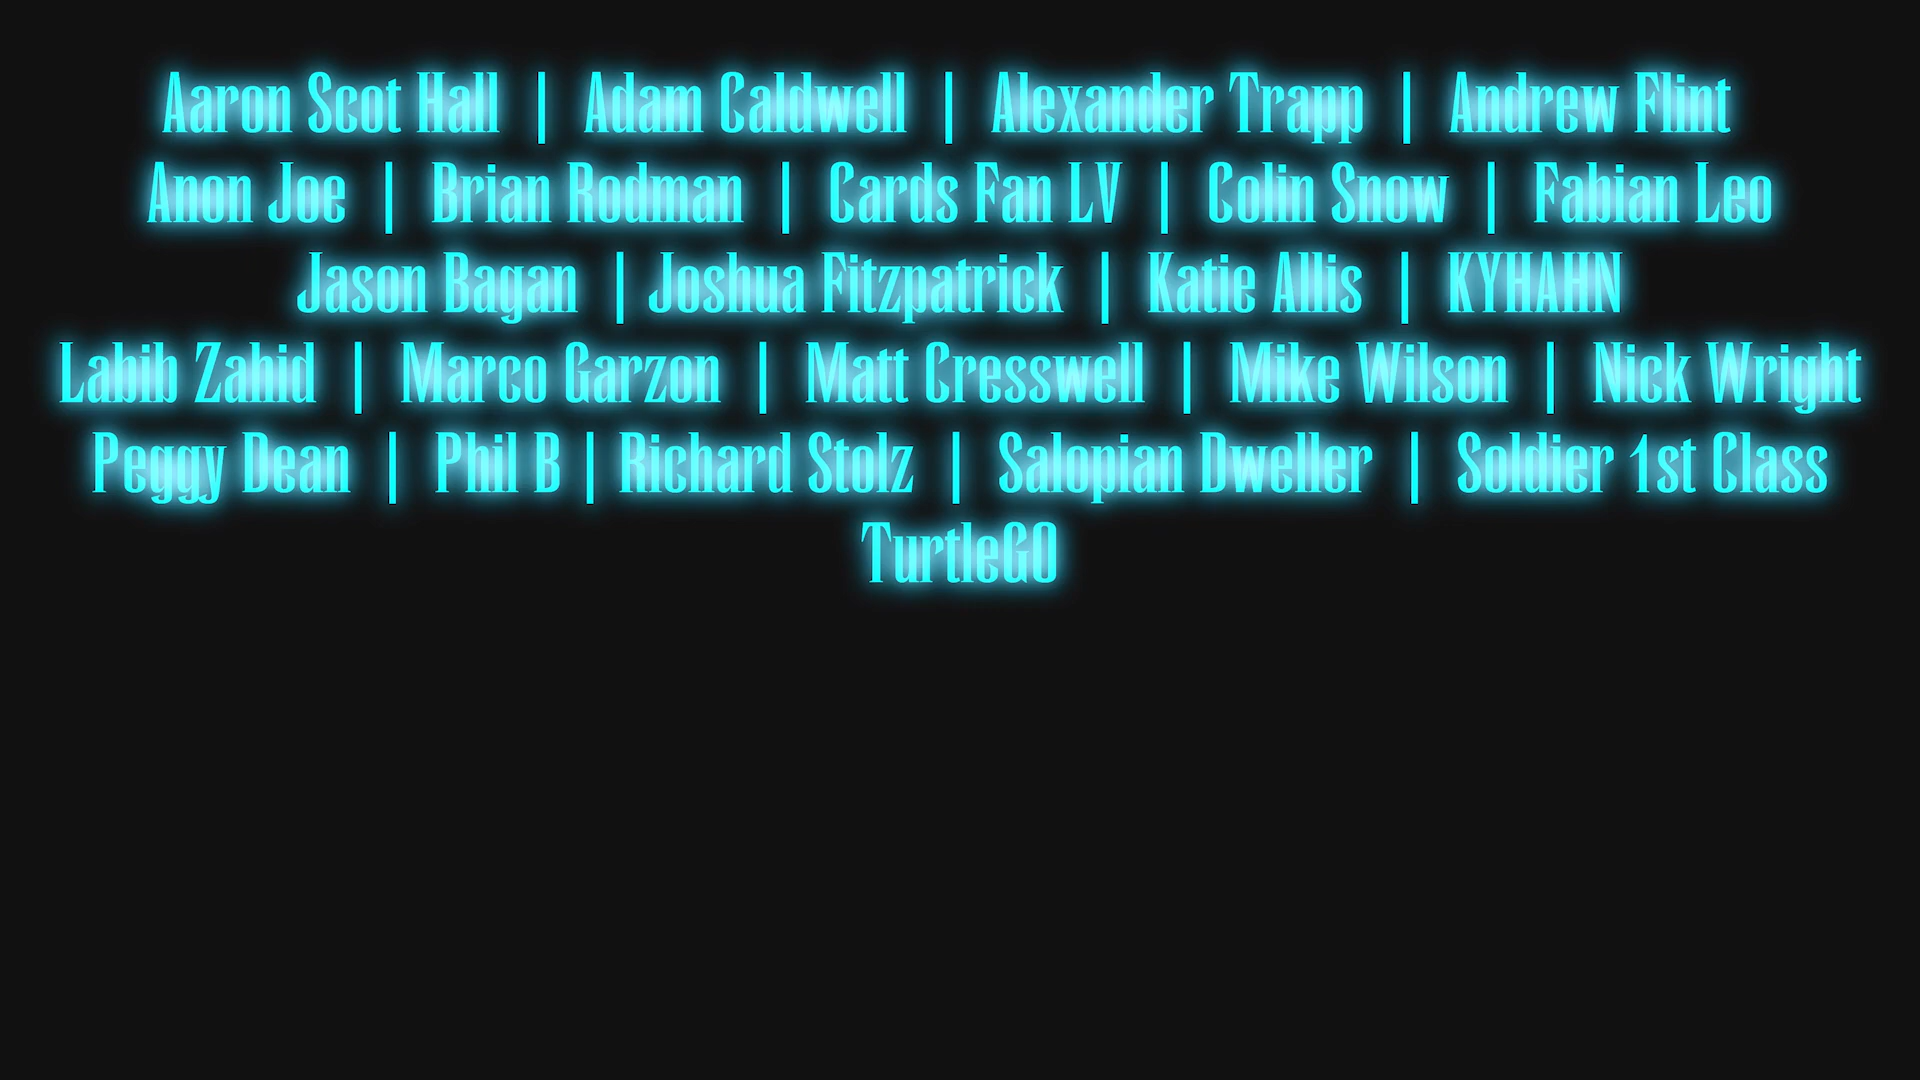 Aaron Scot Hall | Adam Caldwell | Alexander Trapp | Andrew Flint
Anon Joe | Brian Rodman | Cards Fan LV | Colin Snow | Fabian Leo
Jason Bagan | Joshua Fitzpatrick | Katie Allis | KYHAHN
Labib Zahid | Marco Garzon | Matt Cresswell | Mike Wilson | Nick Wright
Peggy Dean | Phil B | Richard Stolz | Salopian Dweller | Soldier 1st Class
TurtleGO